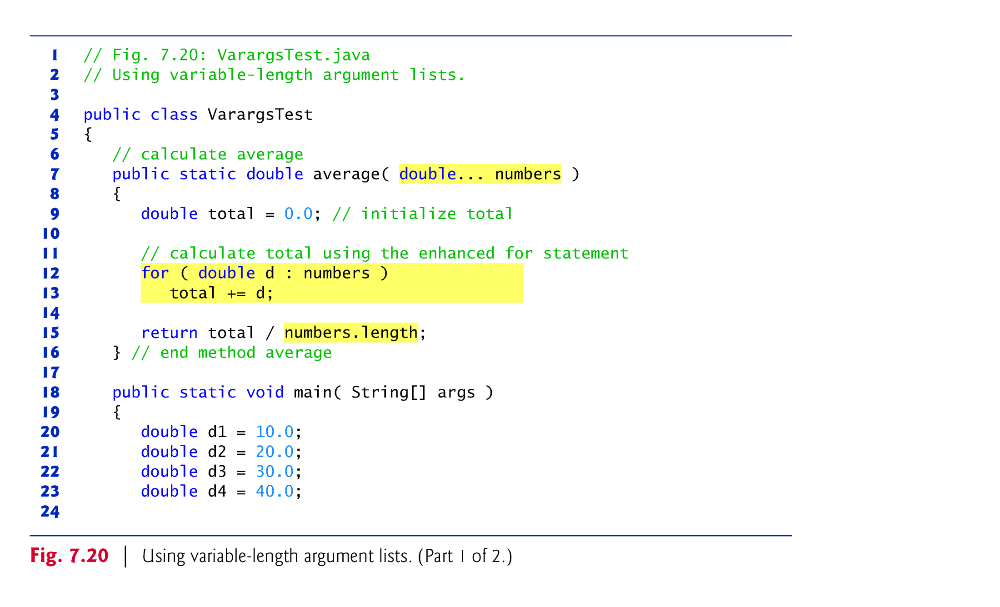 1 // Fig. 7.20: VarargsTest.java
2 // Using variable-length argument lists.
3
4 public class VarargsTest
5 {
6    // calculate average
7    public static double average( double... numbers )
8    {
9       double total = 0.0; // initialize total
10
11       // calculate total using the enhanced for statement
12       for ( double d : numbers )
13          total += d;
14
15       return total / numbers.length;
16    } // end method average
17
18    public static void main( String[] args )
19    {
20       double d1 = 10.0;
21       double d2 = 20.0;
22       double d3 = 30.0;
23       double d4 = 40.0;
24
Fig. 7.20 | Using variable-length argument lists. (Part 1 of 2.)